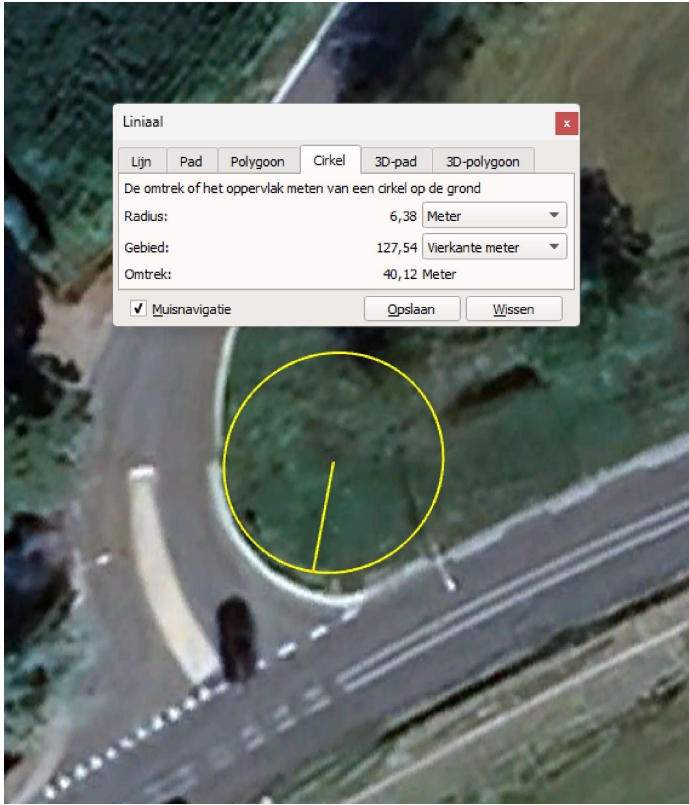 Liniaal
x
Lijn Pad Polygoon Cirkel 3D-pad 3D-polygoon
De omtrek of het oppervlak meten van een cirkel op de grond
Radius: 6,38 Meter
Gebied: 127,54 Vierkante meter
Omtrek: 40,12 Meter
Muisnavigatie Opslaan Wissen